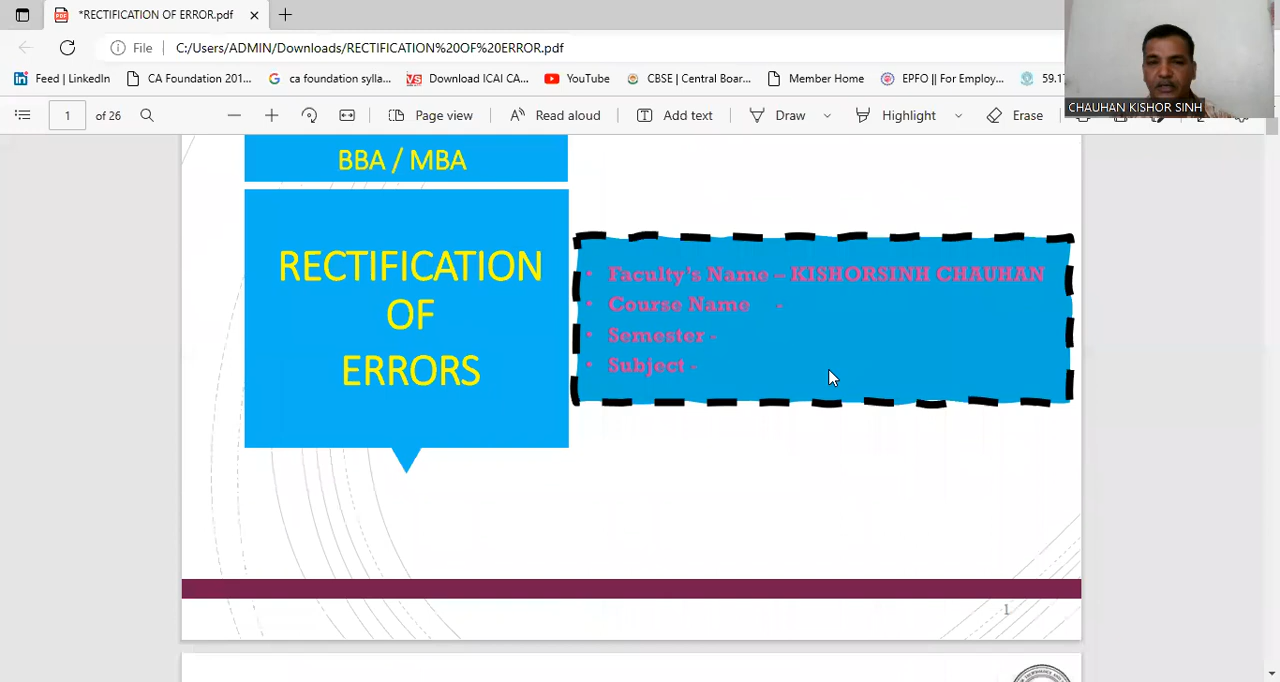 *RECTIFICATION OF ERROR.pdf
File C:/Users/ADMIN/Downloads/RECTIFICATION%20OF%20ERROR.pdf
Feed | LinkedIn CA Foundation 201... ca foundation sylla... Download ICAI CA... YouTube CBSE | Central Boar... Member Home EPFO || For Employ... 59.1
1 of 26 Page view Read aloud Add text Draw Highlight Erase
CHAUHAN KISHOR SINH
BBA / MBA
RECTIFICATION
OF
ERRORS
• Faculty's Name – KISHORSINH CHAUHAN
• Course Name -
• Semester -
• Subject -
1